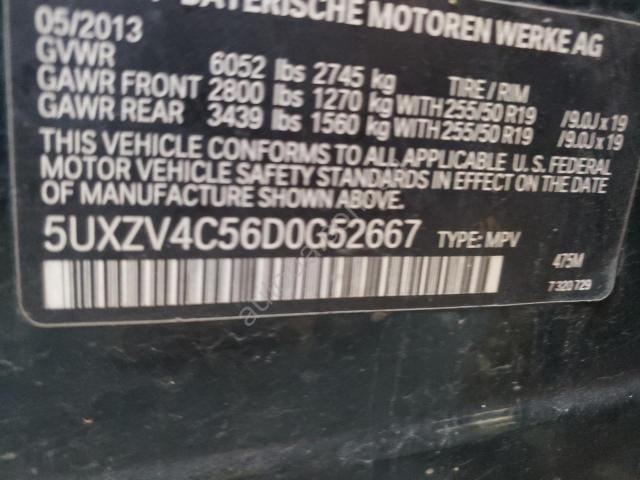 BAYERISCHE MOTOREN WERKE AG
05/2013
GVWR 6052 lbs 2745 kg TIRE / RIM
GAWR FRONT 2800 lbs 1270 kg WITH 255/50 R19 /9.0J x 19
GAWR REAR 3439 lbs 1560 kg WITH 255/50 R19 /9.0J x 19
THIS VEHICLE CONFORMS TO ALL APPLICABLE U. S. FEDERAL
MOTOR VEHICLE SAFETY STANDARDS IN EFFECT ON THE DATE
OF MANUFACTURE SHOWN ABOVE.
5UXZV4C56D0G52667 TYPE: MPV
475M
7 320 729